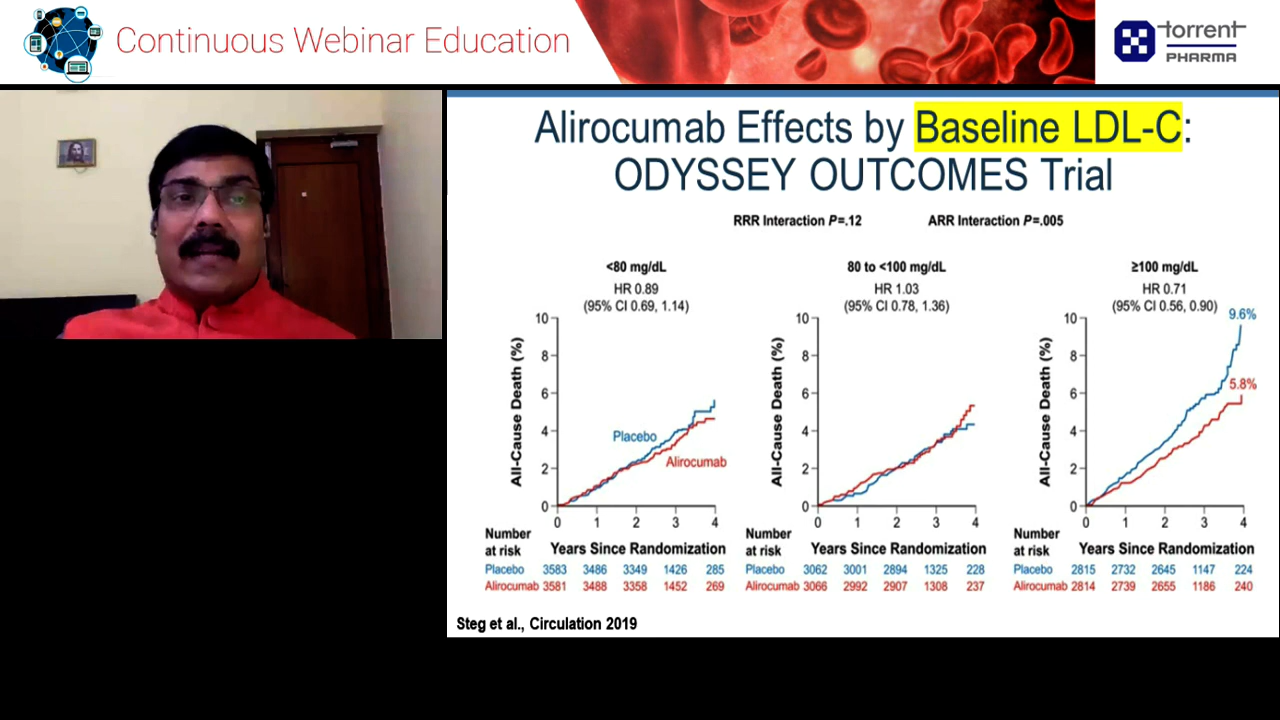 Continuous Webinar Education
torrent
PHARMA
Alirocumab Effects by Baseline LDL-C:
ODYSSEY OUTCOMES Trial
RRR Interaction P=.12
ARR Interaction P=.005
<80 mg/dL
HR 0.89
(95% CI 0.69, 1.14)
All-Cause Death (%)
10
8
6
4
2
0
Placebo
Alirocumab
0 1 2 3 4
Years Since Randomization
Number
at risk
Placebo 3583 3486 3349 1426 285
Alirocumab 3581 3488 3358 1452 269
80 to <100 mg/dL
HR 1.03
(95% CI 0.78, 1.36)
All-Cause Death (%)
10
8
6
4
2
0
0 1 2 3 4
Years Since Randomization
Number
at risk
Placebo 3062 3001 2894 1325 228
Alirocumab 3066 2992 2907 1308 237
≥100 mg/dL
HR 0.71
(95% CI 0.56, 0.90)
All-Cause Death (%)
10
8
6
4
2
0
9.6%
5.8%
0 1 2 3 4
Years Since Randomization
Number
at risk
Placebo 2815 2732 2645 1147 224
Alirocumab 2814 2739 2655 1186 240
Steg et al., Circulation 2019